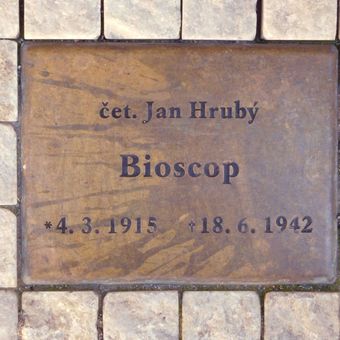 čet. Jan Hrubý
Bioscop
*4. 3. 1915 †18. 6. 1942